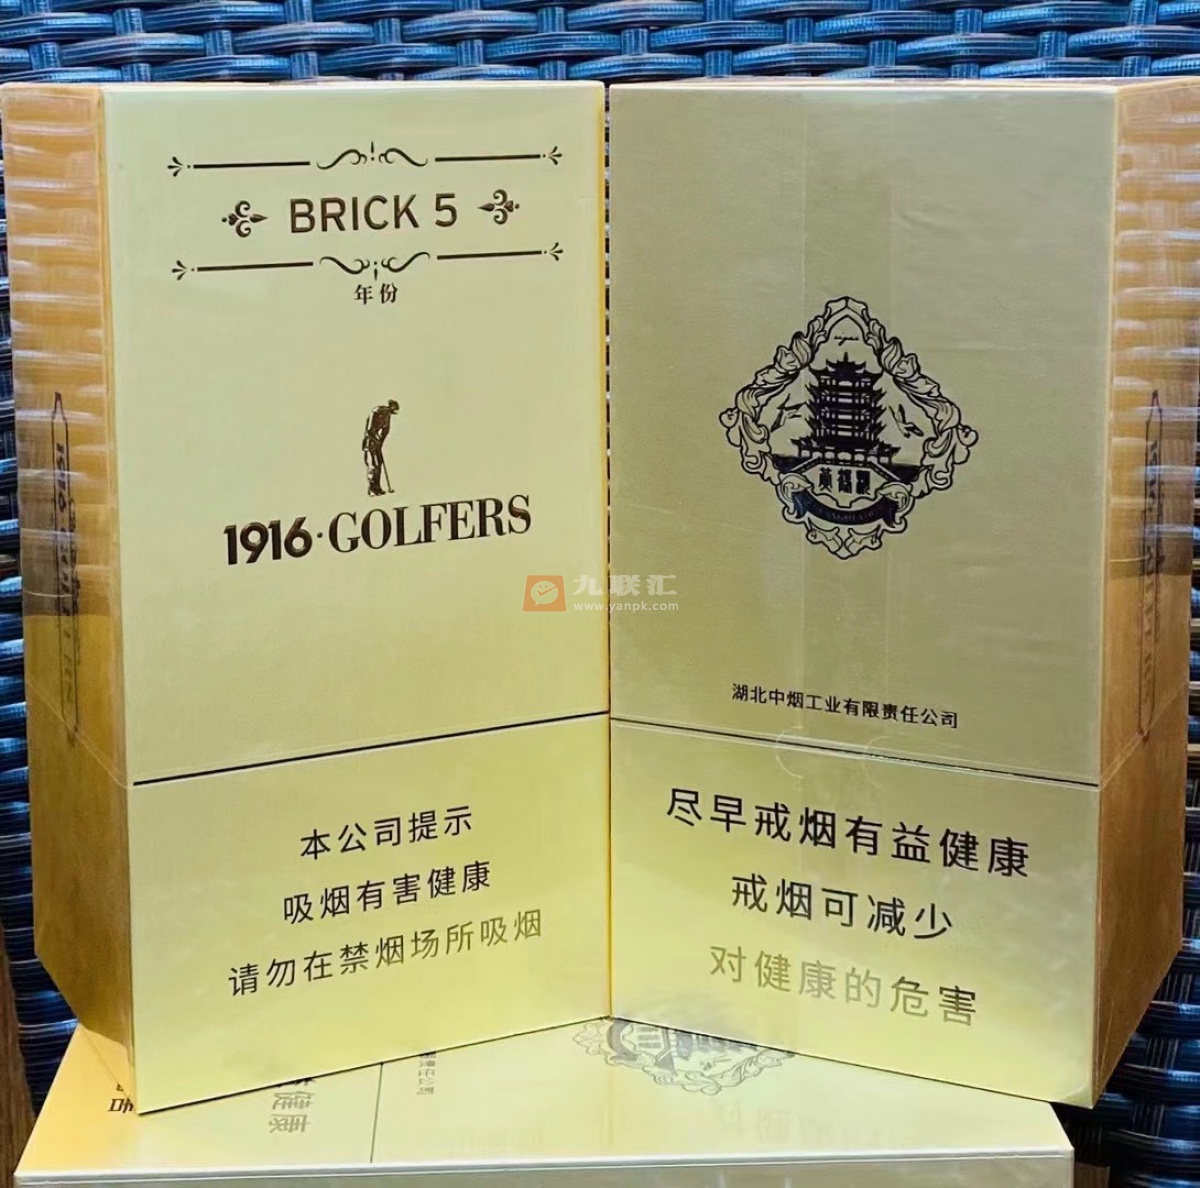 BRICK 5
年份
1916·GOLFERS
本公司提示
吸烟有害健康
请勿在禁烟场所吸烟
黄鹤楼
湖北中烟工业有限责任公司
尽早戒烟有益健康
戒烟可减少
对健康的危害
九联汇
www.yanpk.com
健康